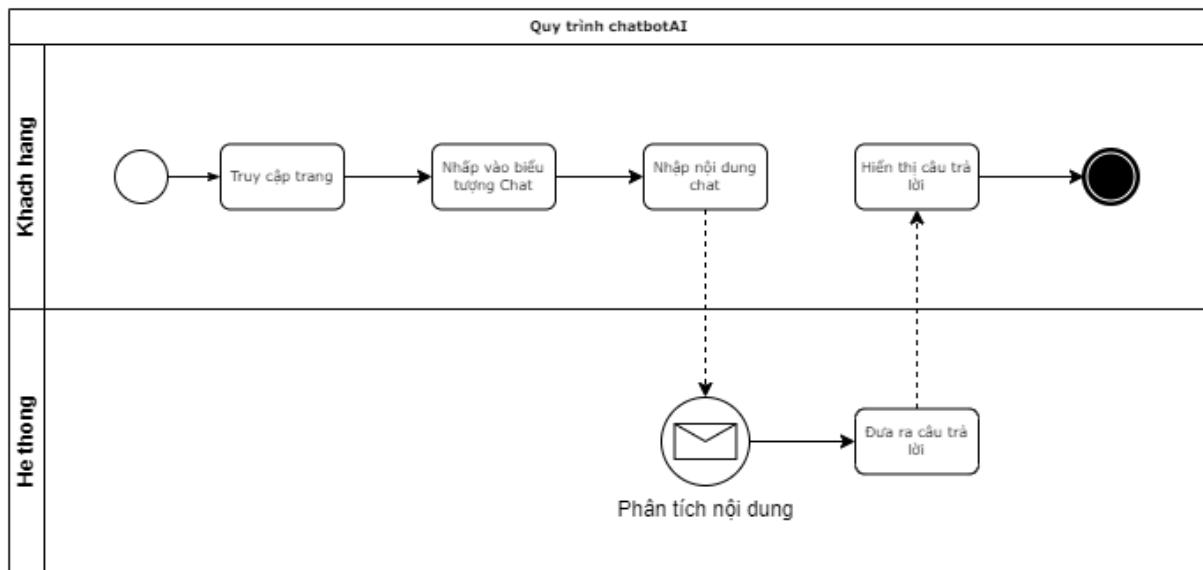 Quy trình chatbotAI
Khach hang
Truy cập trang
Nhấp vào biểu
tượng Chat
Nhập nội dung
chat
Hiển thị câu trả
lời
He thong
Phân tích nội dung
Đưa ra câu trả
lời